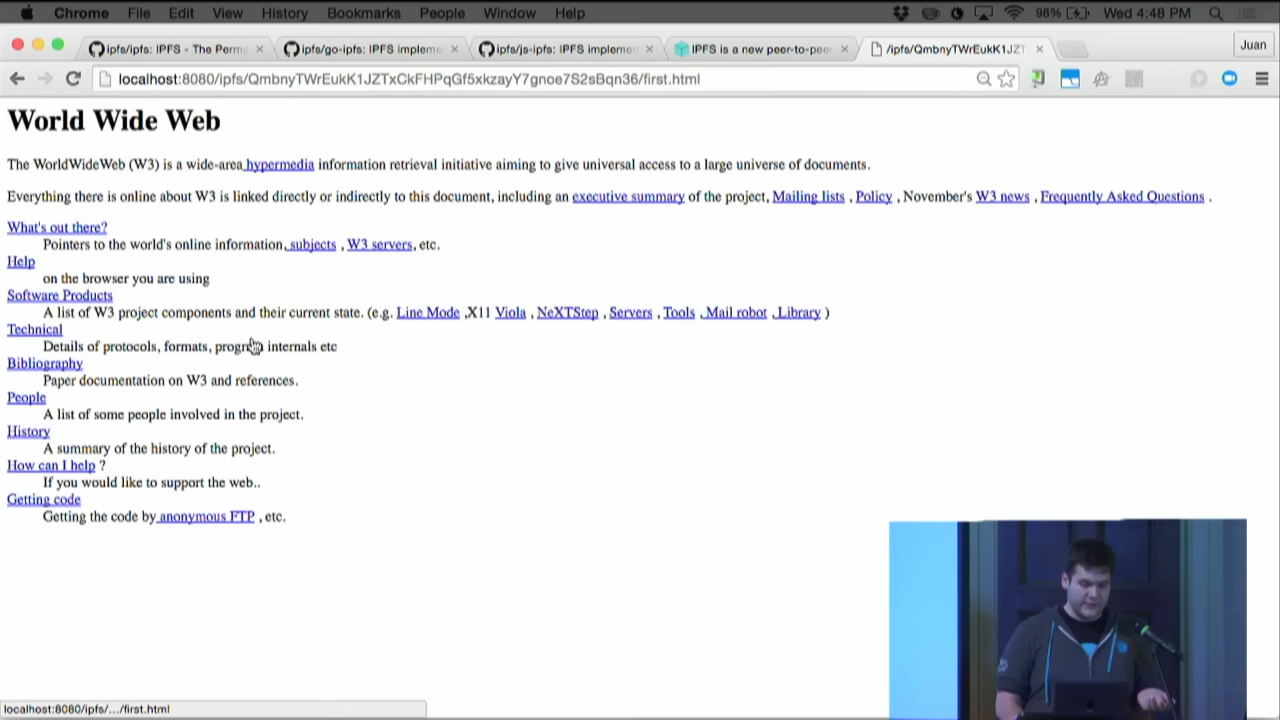 Chrome File Edit View History Bookmarks People Window Help 98% Wed 4:48 PM
ipfs/ipfs: IPFS - The Perma ipfs/go-ipfs: IPFS impleme ipfs/js-ipfs: IPFS impleme IPFS is a new peer-to-peer /ipfs/QmbnyTWrEukK1JZT Juan
localhost:8080/ipfs/QmbnyTWrEukK1JZTxCkFHPqGf5xkzayY7gnoe7S2sBqn36/first.html
World Wide Web
The WorldWideWeb (W3) is a wide-area hypermedia information retrieval initiative aiming to give universal access to a large universe of documents.
Everything there is online about W3 is linked directly or indirectly to this document, including an executive summary of the project, Mailing lists , Policy , November's W3 news , Frequently Asked Questions .
What's out there?
Pointers to the world's online information, subjects , W3 servers, etc.
Help
on the browser you are using
Software Products
A list of W3 project components and their current state. (e.g. Line Mode ,X11 Viola , NeXTStep , Servers , Tools , Mail robot , Library )
Technical
Details of protocols, formats, program internals etc
Bibliography
Paper documentation on W3 and references.
People
A list of some people involved in the project.
History
A summary of the history of the project.
How can I help ?
If you would like to support the web..
Getting code
Getting the code by anonymous FTP , etc.
localhost:8080/ipfs/.../first.html